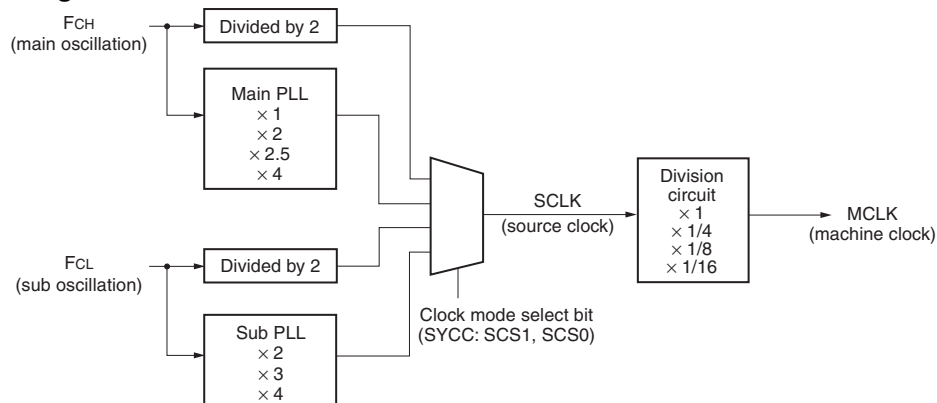 FCH
(main oscillation)
Divided by 2
Main PLL
× 1
× 2
× 2.5
× 4
FCL
(sub oscillation)
Divided by 2
Sub PLL
× 2
× 3
× 4
Clock mode select bit
(SYCC: SCS1, SCS0)
SCLK
(source clock)
Division
circuit
× 1
× 1/4
× 1/8
× 1/16
MCLK
(machine clock)